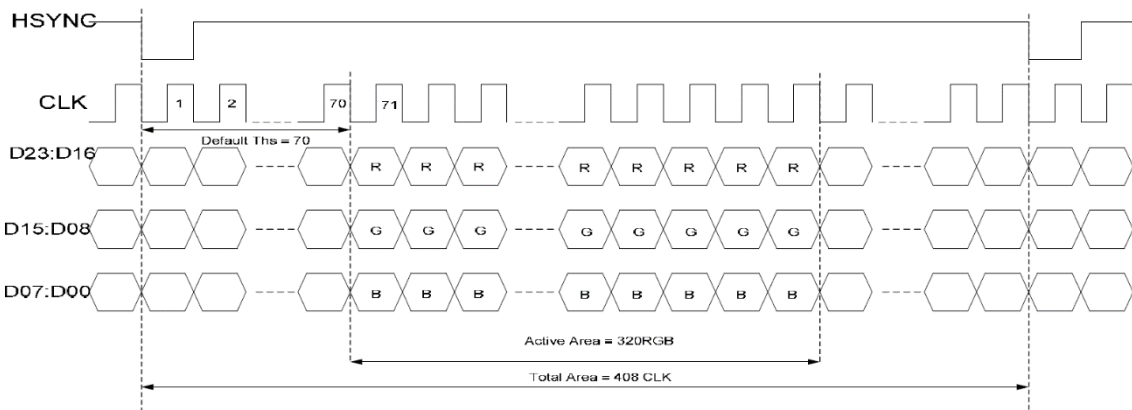 HSYNC
CLK
1 2 70 71
Default Ths = 70
D23:D16
R R R R R R R R
D15:D08
G G G G G G G G
D07:D00
B B B B B B B B
Active Area = 320RGB
Total Area = 408 CLK